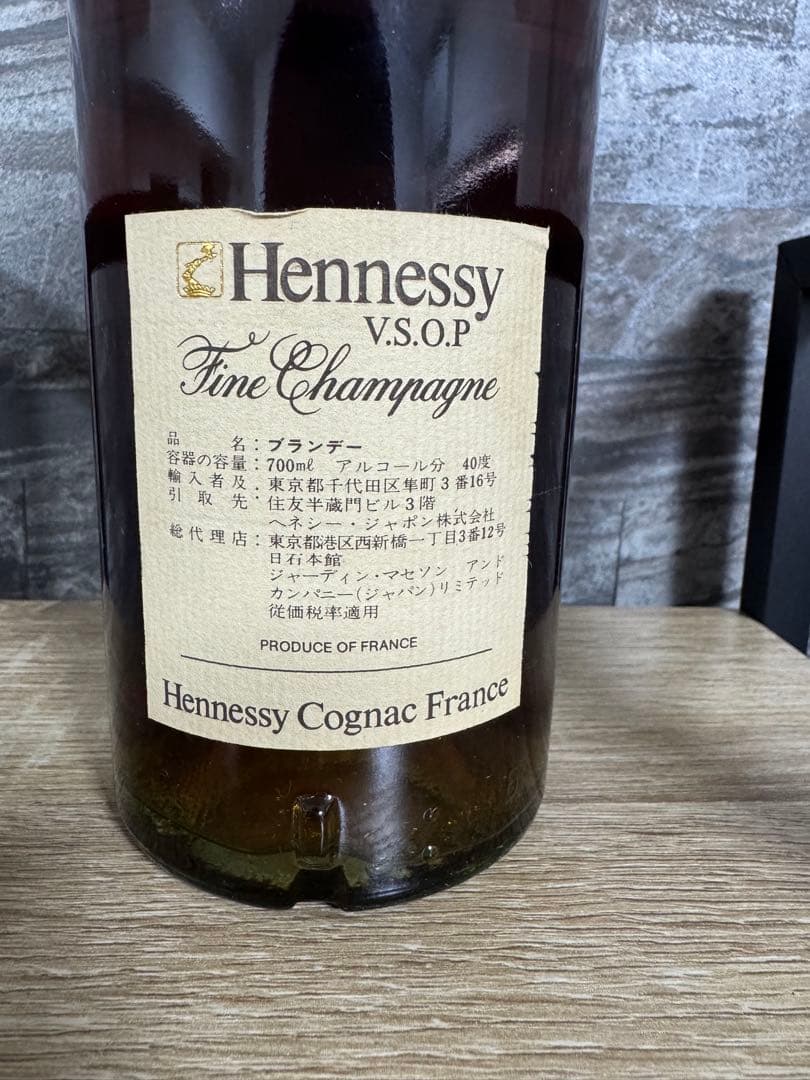 Hennessy
V.S.O.P
Fine Champagne
品名：ブランデー
容器の容量：700mℓ アルコール分 40度
輸入者及．東京都千代田区隼町3番16号
引取先・住友半蔵門ビル3階
ヘネシー・ジャポン株式会社
総代理店：東京都港区西新橋一丁目3番12号
日石本館
ジャーディン・マセソン アンド
カンパニー(ジャパン)リミテッド
従価税率適用
PRODUCE OF FRANCE
Hennessy Cognac France